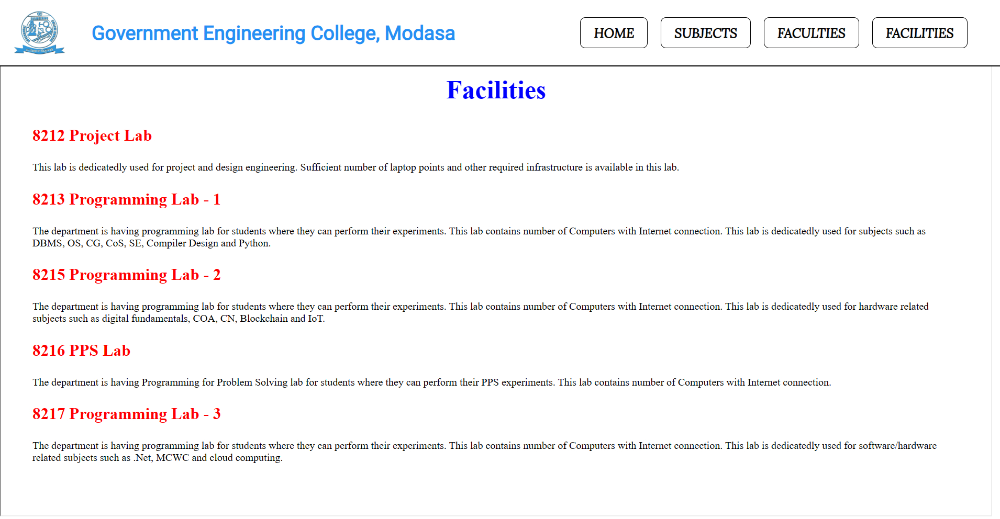 Government Engineering College, Modasa
HOME
SUBJECTS
FACULTIES
FACILITIES
Facilities
8212 Project Lab
This lab is dedicatedly used for project and design engineering. Sufficient number of laptop points and other required infrastructure is available in this lab.
8213 Programming Lab - 1
The department is having programming lab for students where they can perform their experiments. This lab contains number of Computers with Internet connection. This lab is dedicatedly used for subjects such as
DBMS, OS, CG, CoS, SE, Compiler Design and Python.
8215 Programming Lab - 2
The department is having programming lab for students where they can perform their experiments. This lab contains number of Computers with Internet connection. This lab is dedicatedly used for hardware related
subjects such as digital fundamentals, COA, CN, Blockchain and IoT.
8216 PPS Lab
The department is having Programming for Problem Solving lab for students where they can perform their PPS experiments. This lab contains number of Computers with Internet connection.
8217 Programming Lab - 3
The department is having programming lab for students where they can perform their experiments. This lab contains number of Computers with Internet connection. This lab is dedicatedly used for software/hardware
related subjects such as .Net, MCWC and cloud computing.